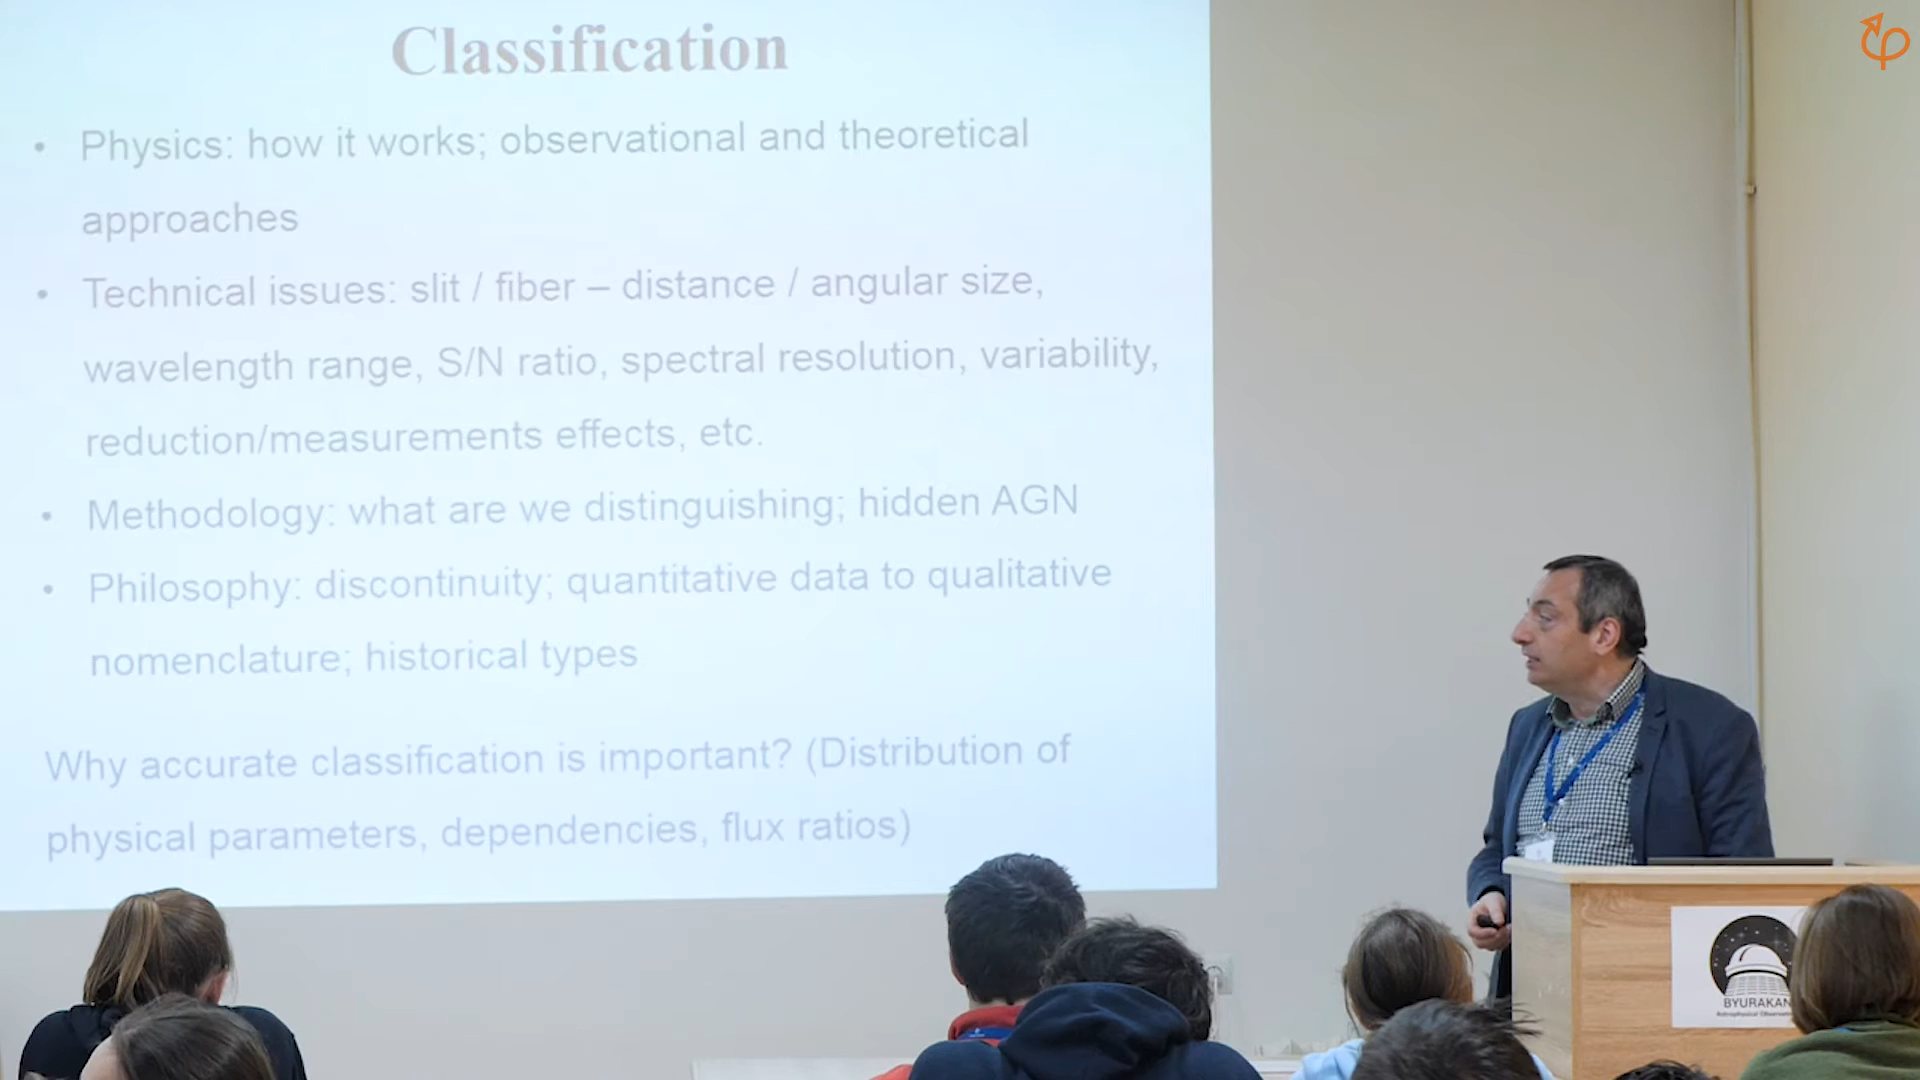 Classification
• Physics: how it works; observational and theoretical
approaches
• Technical issues: slit / fiber – distance / angular size,
wavelength range, S/N ratio, spectral resolution, variability,
reduction/measurements effects, etc.
• Methodology: what are we distinguishing; hidden AGN
• Philosophy: discontinuity; quantitative data to qualitative
nomenclature; historical types
Why accurate classification is important? (Distribution of
physical parameters, dependencies, flux ratios)
BYURAKAN
Astrophysical